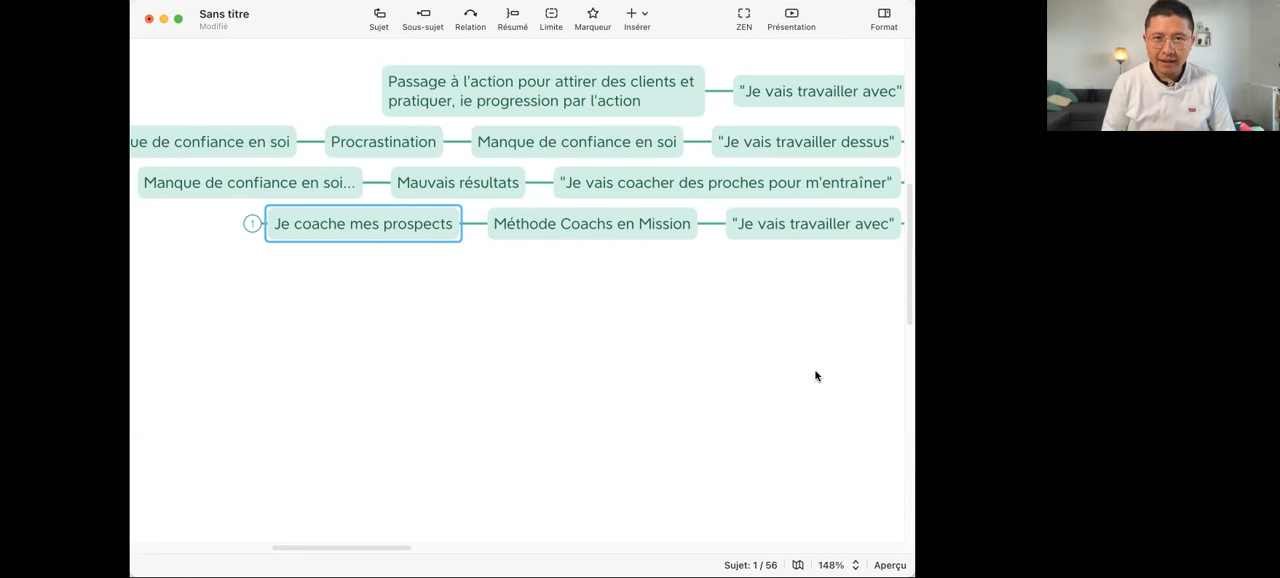 Sans titre
Modifié
Sujet
Sous-sujet
Relation
Résumé
Limite
Marqueur
Insérer
ZEN
Présentation
Format
Passage à l'action pour attirer des clients et
pratiquer, ie progression par l'action
"Je vais travailler avec"
ue de confiance en soi
Procrastination
Manque de confiance en soi
"Je vais travailler dessus"
Manque de confiance en soi...
Mauvais résultats
"Je vais coacher des proches pour m'entraîner"
1
Je coache mes prospects
Méthode Coachs en Mission
"Je vais travailler avec"
Sujet: 1 / 56
148%
Aperçu